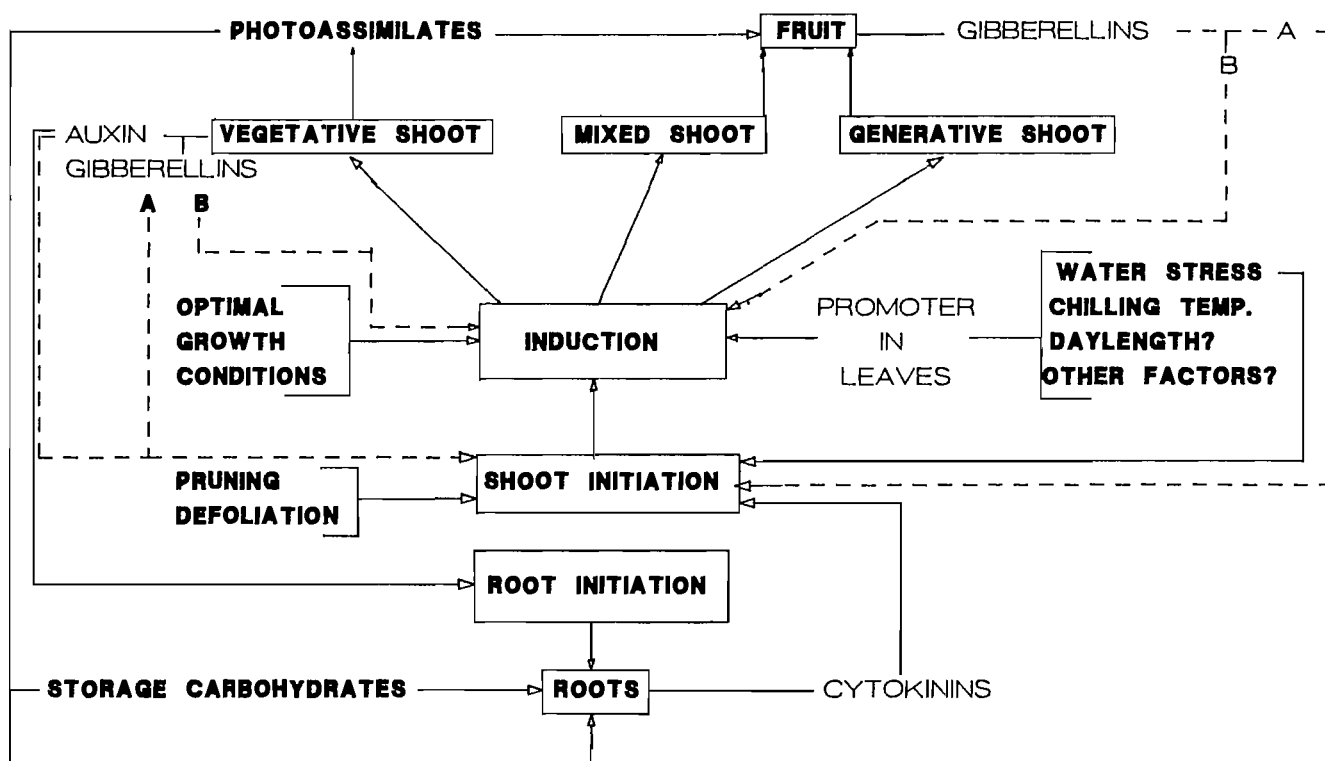 PHOTOASSIMILATES
FRUIT
GIBBERELLINS
A
B
AUXIN
GIBBERELLINS
A B
VEGETATIVE SHOOT
MIXED SHOOT
GENERATIVE SHOOT
OPTIMAL
GROWTH
CONDITIONS
INDUCTION
PROMOTER
IN
LEAVES
WATER STRESS
CHILLING TEMP.
DAYLENGTH?
OTHER FACTORS?
PRUNING
DEFOLIATION
SHOOT INITIATION
ROOT INITIATION
STORAGE CARBOHYDRATES
ROOTS
CYTOKININS